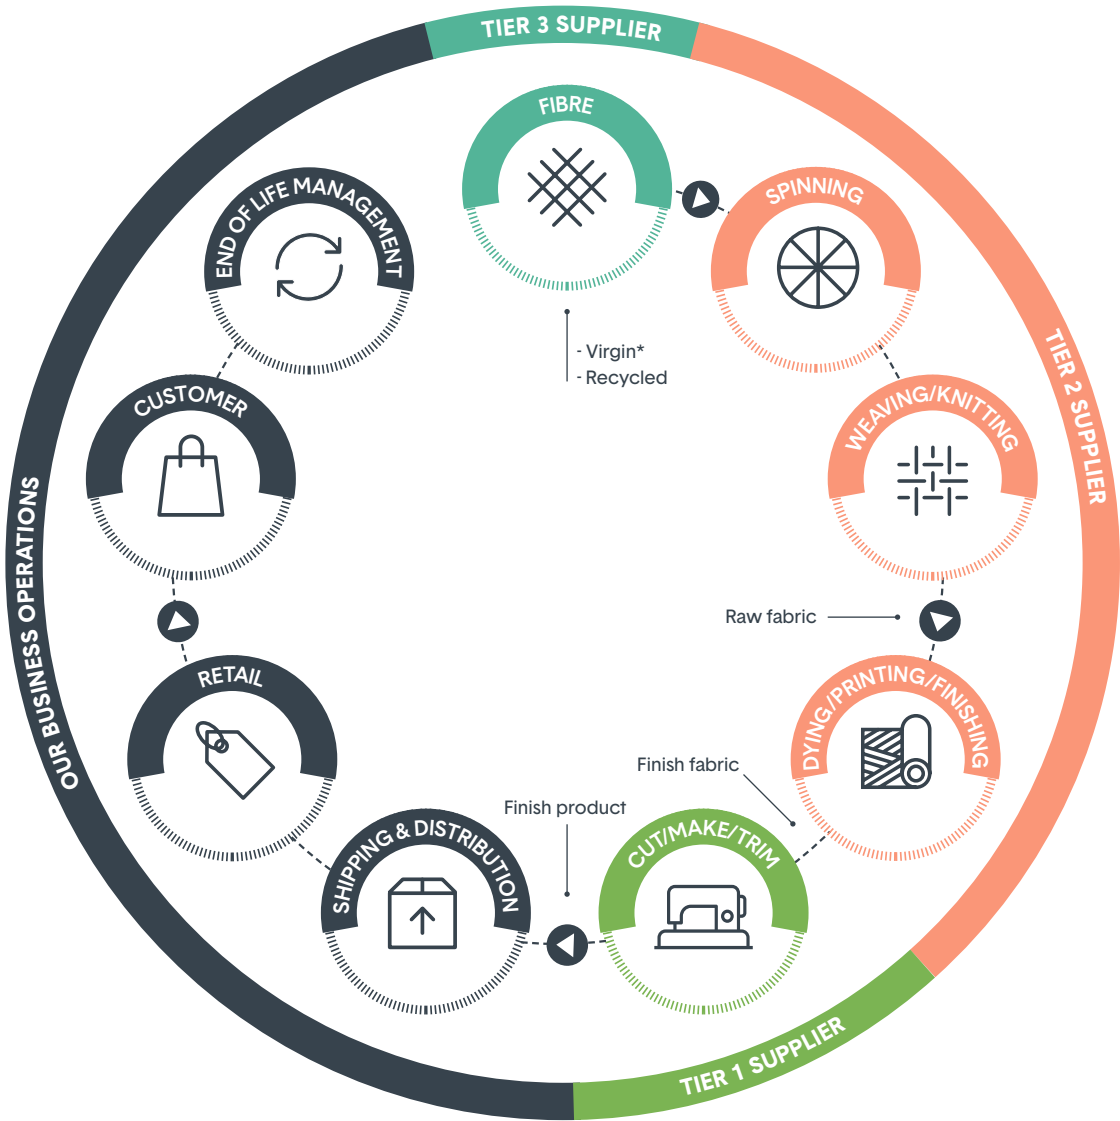 TIER 3 SUPPLIER
FIBRE
- Virgin*
- Recycled
SPINNING
TIER 2 SUPPLIER
WEAVING/KNITTING
Raw fabric
DYING/PRINTING/FINISHING
Finish fabric
CUT/MAKE/TRIM
TIER 1 SUPPLIER
Finish product
SHIPPING & DISTRIBUTION
RETAIL
CUSTOMER
END OF LIFE MANAGEMENT
OUR BUSINESS OPERATIONS